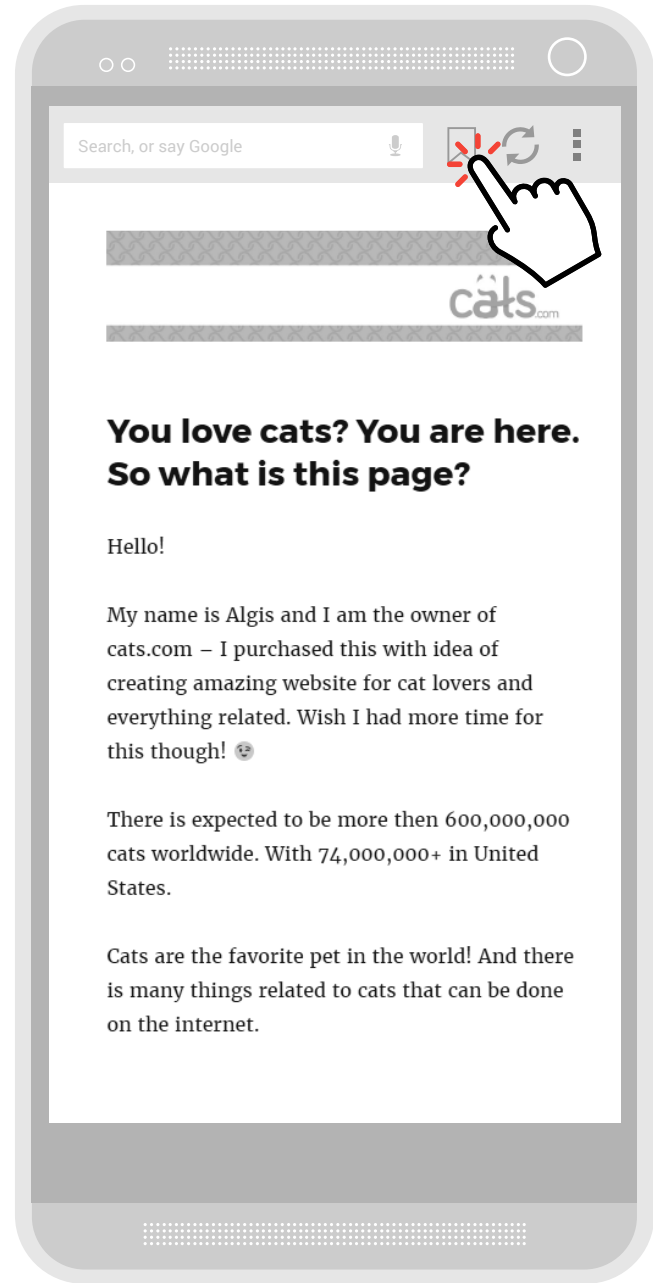 Search, or say Google
cats.com
You love cats? You are here.
So what is this page?
Hello!
My name is Algis and I am the owner of
cats.com – I purchased this with idea of
creating amazing website for cat lovers and
everything related. Wish I had more time for
this though! 😉
There is expected to be more then 600,000,000
cats worldwide. With 74,000,000+ in United
States.
Cats are the favorite pet in the world! And there
is many things related to cats that can be done
on the internet.